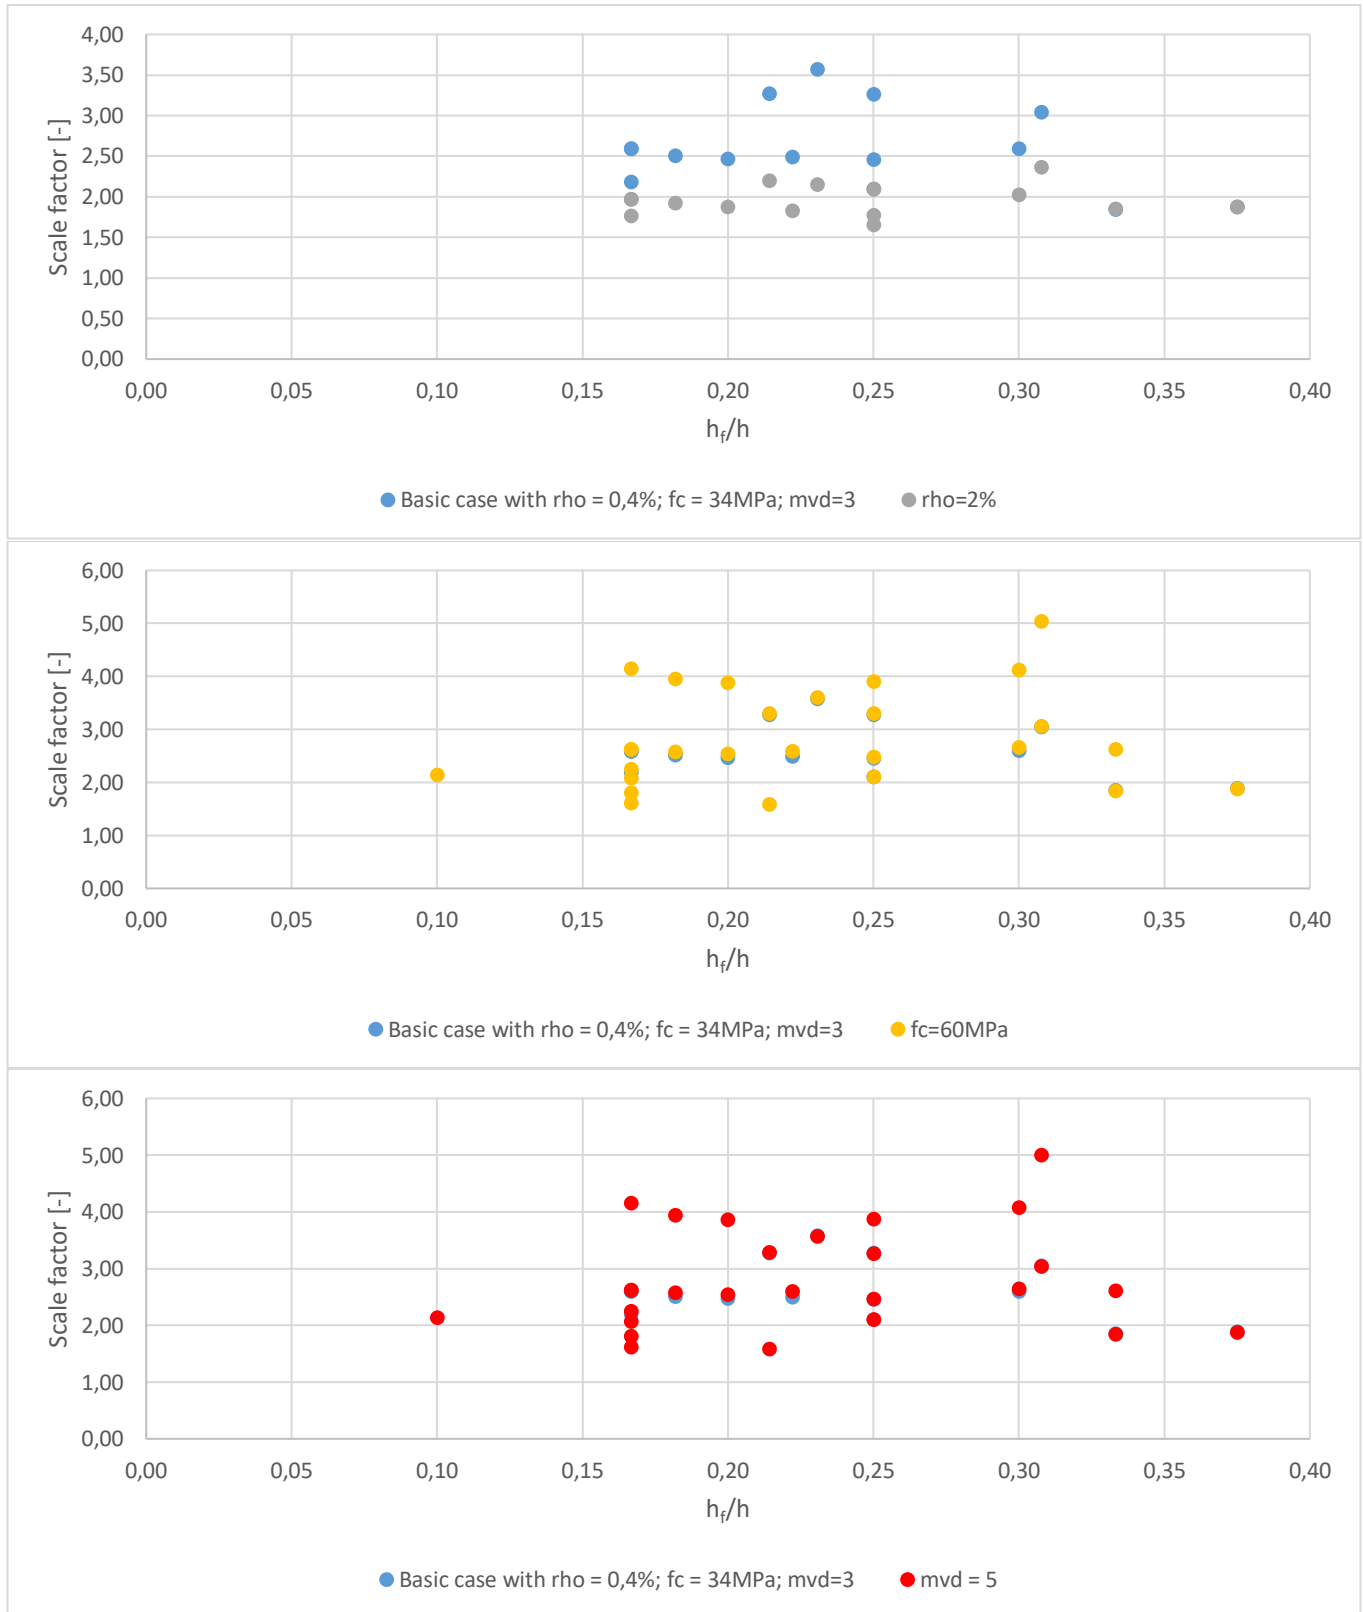 4,00
3,50
3,00
2,50
2,00
1,50
1,00
0,50
0,00
Scale factor [-]
0,00 0,05 0,10 0,15 0,20 0,25 0,30 0,35 0,40
hf/h
Basic case with rho = 0,4%; fc = 34MPa; mvd=3 rho=2%
6,00
5,00
4,00
3,00
2,00
1,00
0,00
Scale factor [-]
0,00 0,05 0,10 0,15 0,20 0,25 0,30 0,35 0,40
hf/h
Basic case with rho = 0,4%; fc = 34MPa; mvd=3 fc=60MPa
6,00
5,00
4,00
3,00
2,00
1,00
0,00
Scale factor [-]
0,00 0,05 0,10 0,15 0,20 0,25 0,30 0,35 0,40
hf/h
Basic case with rho = 0,4%; fc = 34MPa; mvd=3 mvd = 5